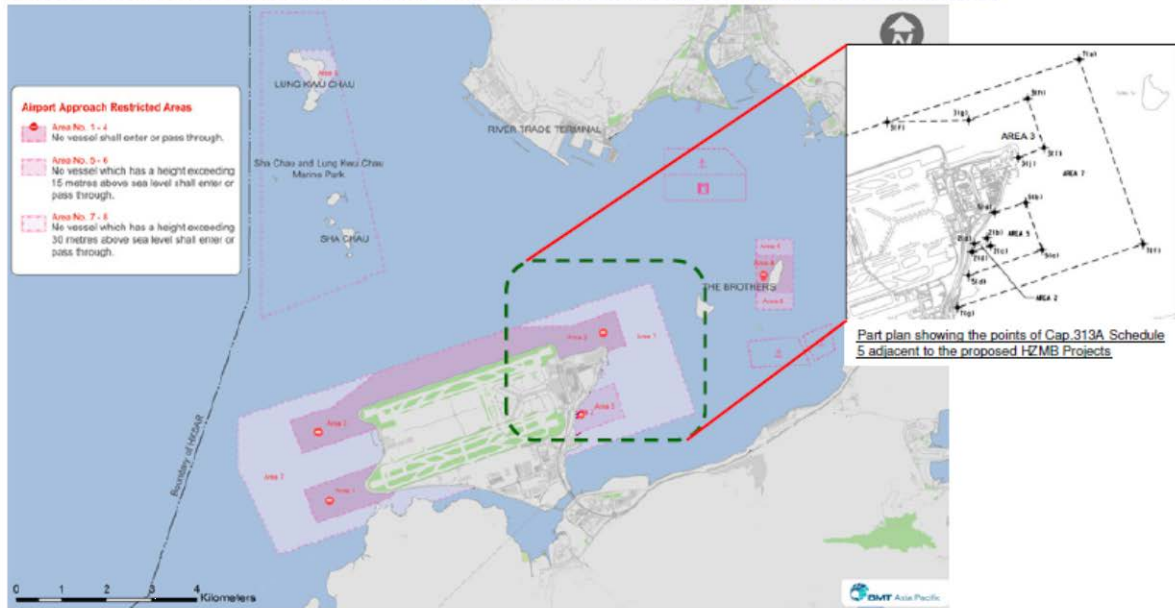 Airport Approach Restricted Areas
Area No. 1 - 4
No vessel shall enter or pass through.
Area No. 5 - 6
No vessel which has a height exceeding
15 metres above sea level shall enter or
pass through.
Area No. 7 - 8
No vessel which has a height exceeding
30 metres above sea level shall enter or
pass through.
LUNG KWU CHAU
RIVER TRADE TERMINAL
Sha Chau and Lung Kwu Chau
Marine Park
SHA CHAU
THE BROTHERS
Area 7
Area 3
Area 5
Area 7
Area 1
Boundary of HKSAR
0 1 2 3 4
Kilometers
BMT Asia Pacific
AREA 3
AREA 7
AREA 5
AREA 2
Part plan showing the points of Cap.313A Schedule
5 adjacent to the proposed HZMB Projects